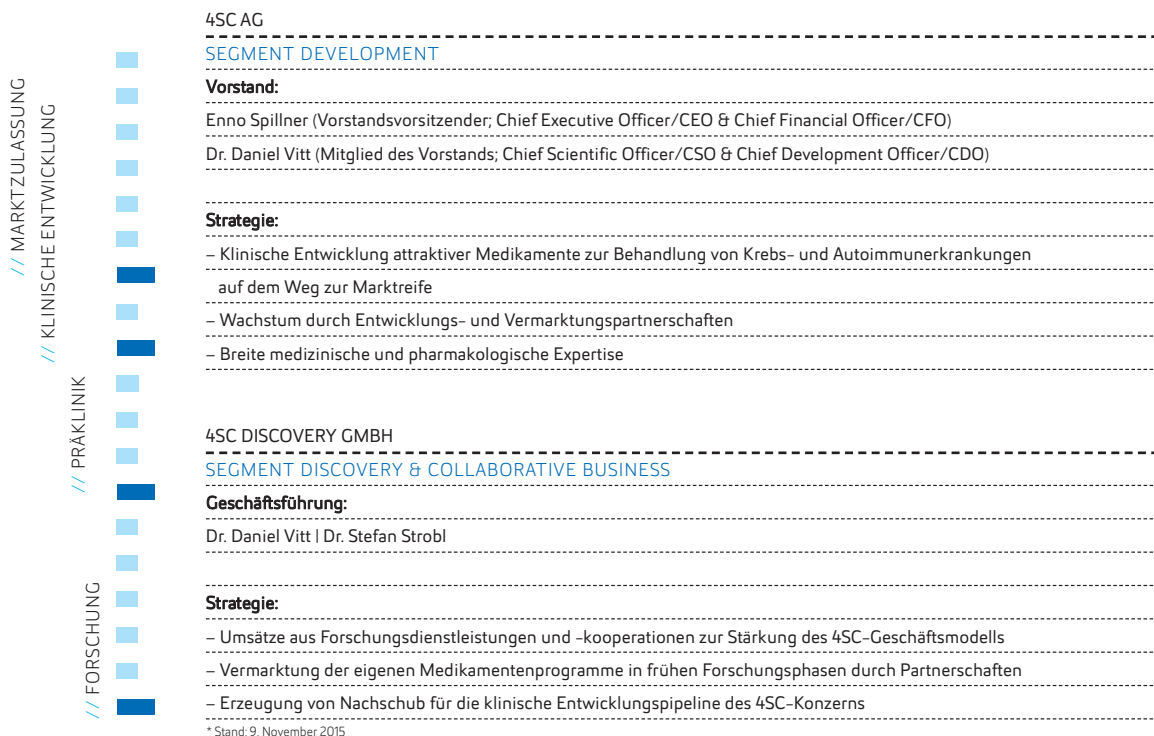 4SC AG
SEGMENT DEVELOPMENT
Vorstand:
Enno Spillner (Vorstandsvorsitzender; Chief Executive Officer/CEO & Chief Financial Officer/CFO)
Dr. Daniel Vitt (Mitglied des Vorstands; Chief Scientific Officer/CSO & Chief Development Officer/CDO)
Strategie:
– Klinische Entwicklung attraktiver Medikamente zur Behandlung von Krebs- und Autoimmunerkrankungen
auf dem Weg zur Marktreife
– Wachstum durch Entwicklungs- und Vermarktungspartnerschaften
– Breite medizinische und pharmakologische Expertise
4SC DISCOVERY GMBH
SEGMENT DISCOVERY & COLLABORATIVE BUSINESS
Geschäftsführung:
Dr. Daniel Vitt | Dr. Stefan Strobl
Strategie:
– Umsätze aus Forschungsdienstleistungen und -kooperationen zur Stärkung des 4SC-Geschäftsmodells
– Vermarktung der eigenen Medikamentenprogramme in frühen Forschungsphasen durch Partnerschaften
– Erzeugung von Nachschub für die klinische Entwicklungspipeline des 4SC-Konzerns
* Stand: 9. November 2015
// MARKTZULASSUNG
// KLINISCHE ENTWICKLUNG
// PRÄKLINIK
// FORSCHUNG